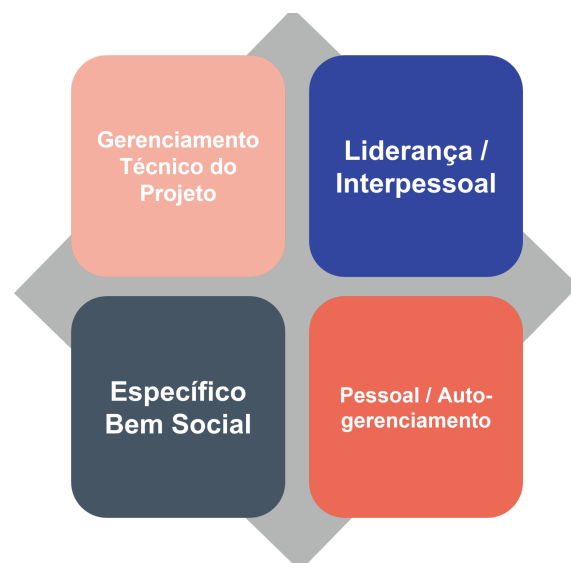 Gerenciamento
Técnico do
Projeto
Liderança /
Interpessoal
Específico
Bem Social
Pessoal / Auto-
gerenciamento